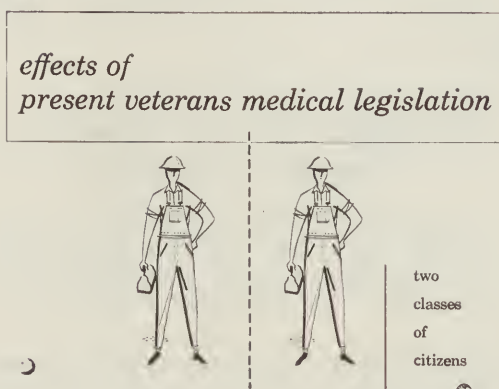 effects of
present veterans medical legislation
two
classes
of
citizens